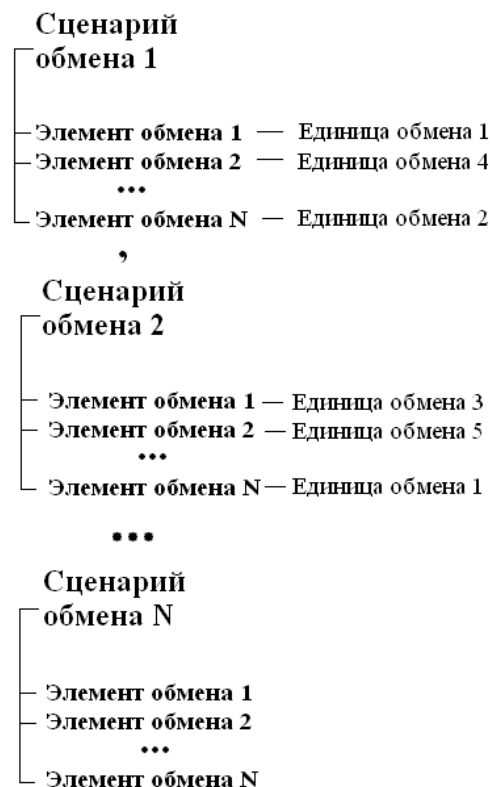 Сценарий
обмена 1
Элемент обмена 1 — Единица обмена 1
Элемент обмена 2 — Единица обмена 4
...
Элемент обмена N — Единица обмена 2
,
Сценарий
обмена 2
Элемент обмена 1 — Единица обмена 3
Элемент обмена 2 — Единица обмена 5
...
Элемент обмена N — Единица обмена 1
...
Сценарий
обмена N
Элемент обмена 1
Элемент обмена 2
...
Элемент обмена N